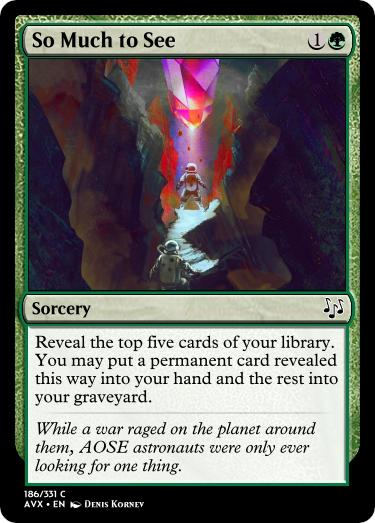 So Much to See 1
Sorcery
Reveal the top five cards of your library.
You may put a permanent card revealed
this way into your hand and the rest into
your graveyard.
While a war raged on the planet around
them, AOSE astronauts were only ever
looking for one thing.
186/331 C
AVX • EN Denis Kornev